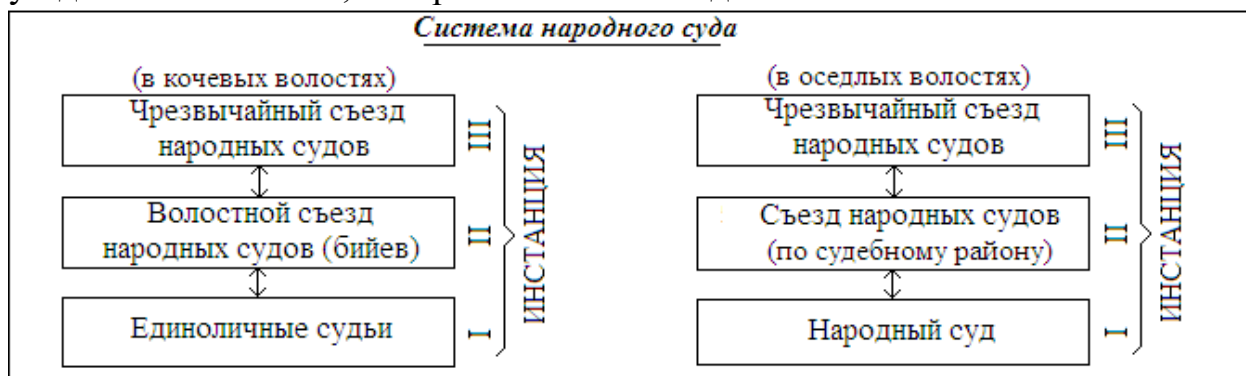 Система народного суда
(в кочевых волостях)
Чрезвычайный съезд
народных судов
III
Волостной съезд
народных судов (бийев)
II
Единоличные судьи
I
ИНСТАНЦИЯ
(в оседлых волостях)
Чрезвычайный съезд
народных судов
III
Съезд народных судов
(по судебному району)
II
Народный суд
I
ИНСТАНЦИЯ